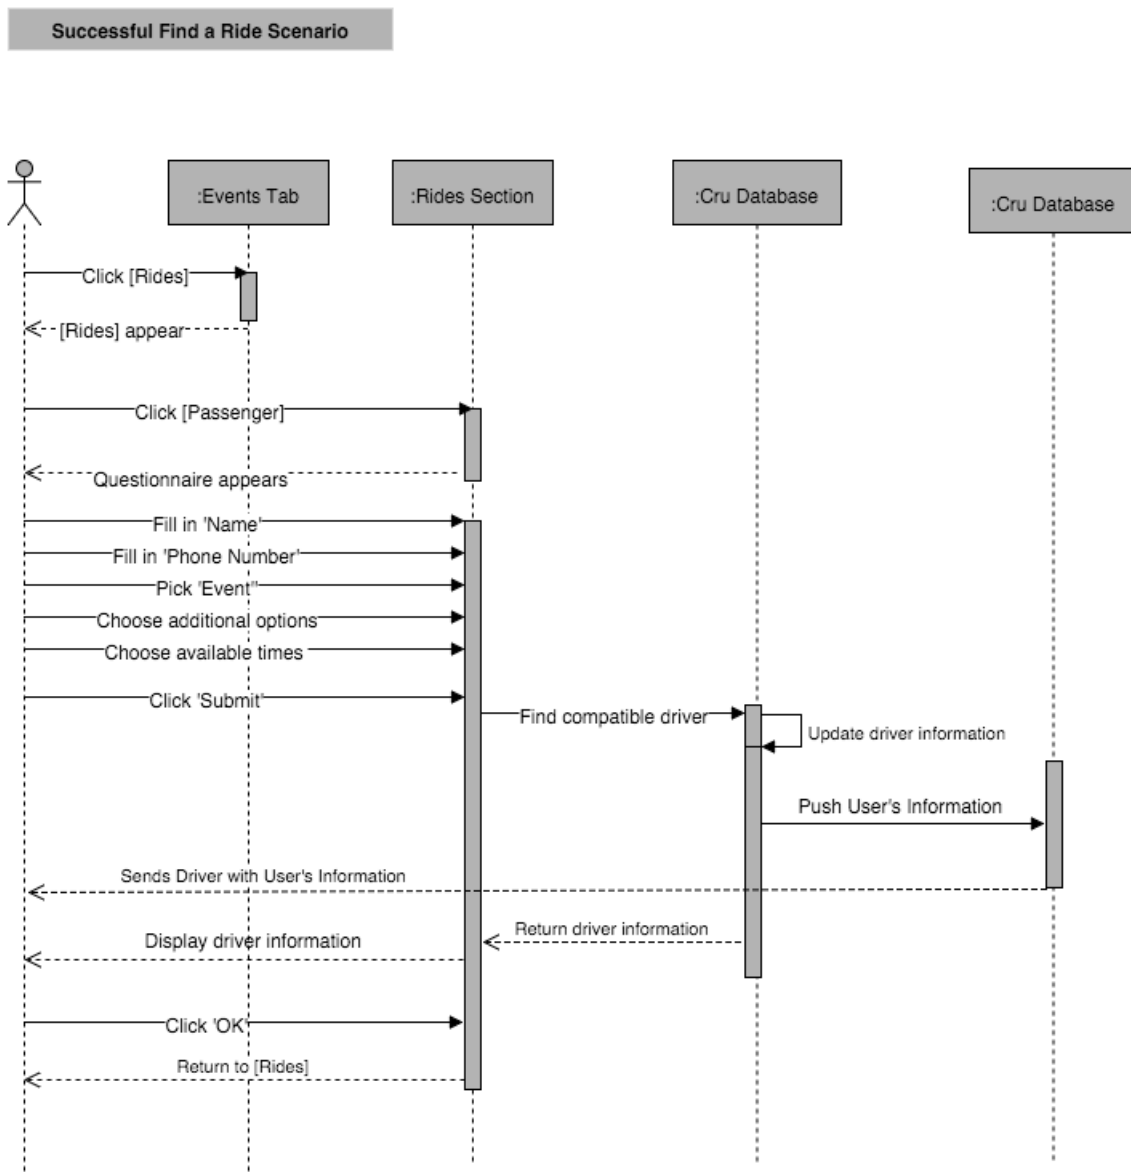 Successful Find a Ride Scenario
:Events Tab
:Rides Section
:Cru Database
:Cru Database
Click [Rides]
[Rides] appear
Click [Passenger]
Questionnaire appears
Fill in 'Name'
Fill in 'Phone Number'
Pick 'Event"
Choose additional options
Choose available times
Click 'Submit'
Find compatible driver
Update driver information
Push User's Information
Sends Driver with User's Information
Return driver information
Display driver information
Click 'OK'
Return to [Rides]